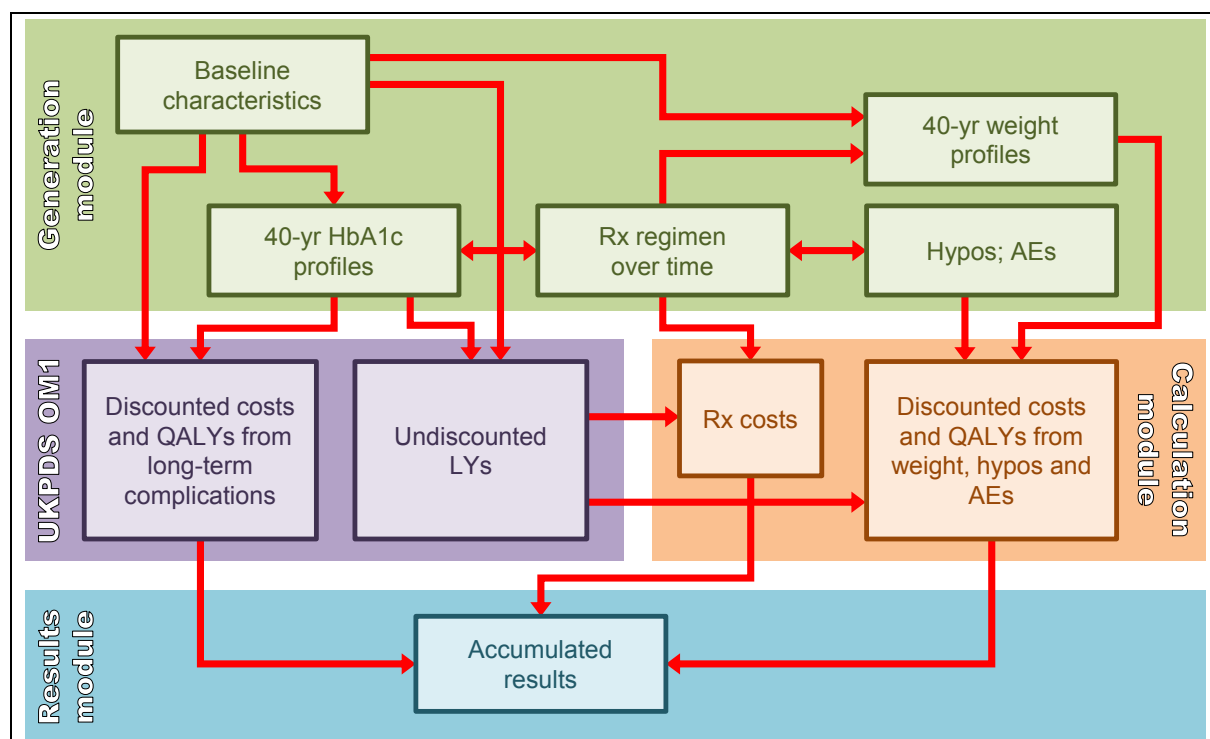 Generation
module
Baseline
characteristics
40-yr weight
profiles
40-yr HbA1c
profiles
Rx regimen
over time
Hypos; AEs
UKPDS OM1
Discounted costs
and QALYs from
long-term
complications
Undiscounted
LYs
Rx costs
Discounted costs
and QALYs from
weight, hypos and
AEs
Calculation
module
Results
module
Accumulated
results